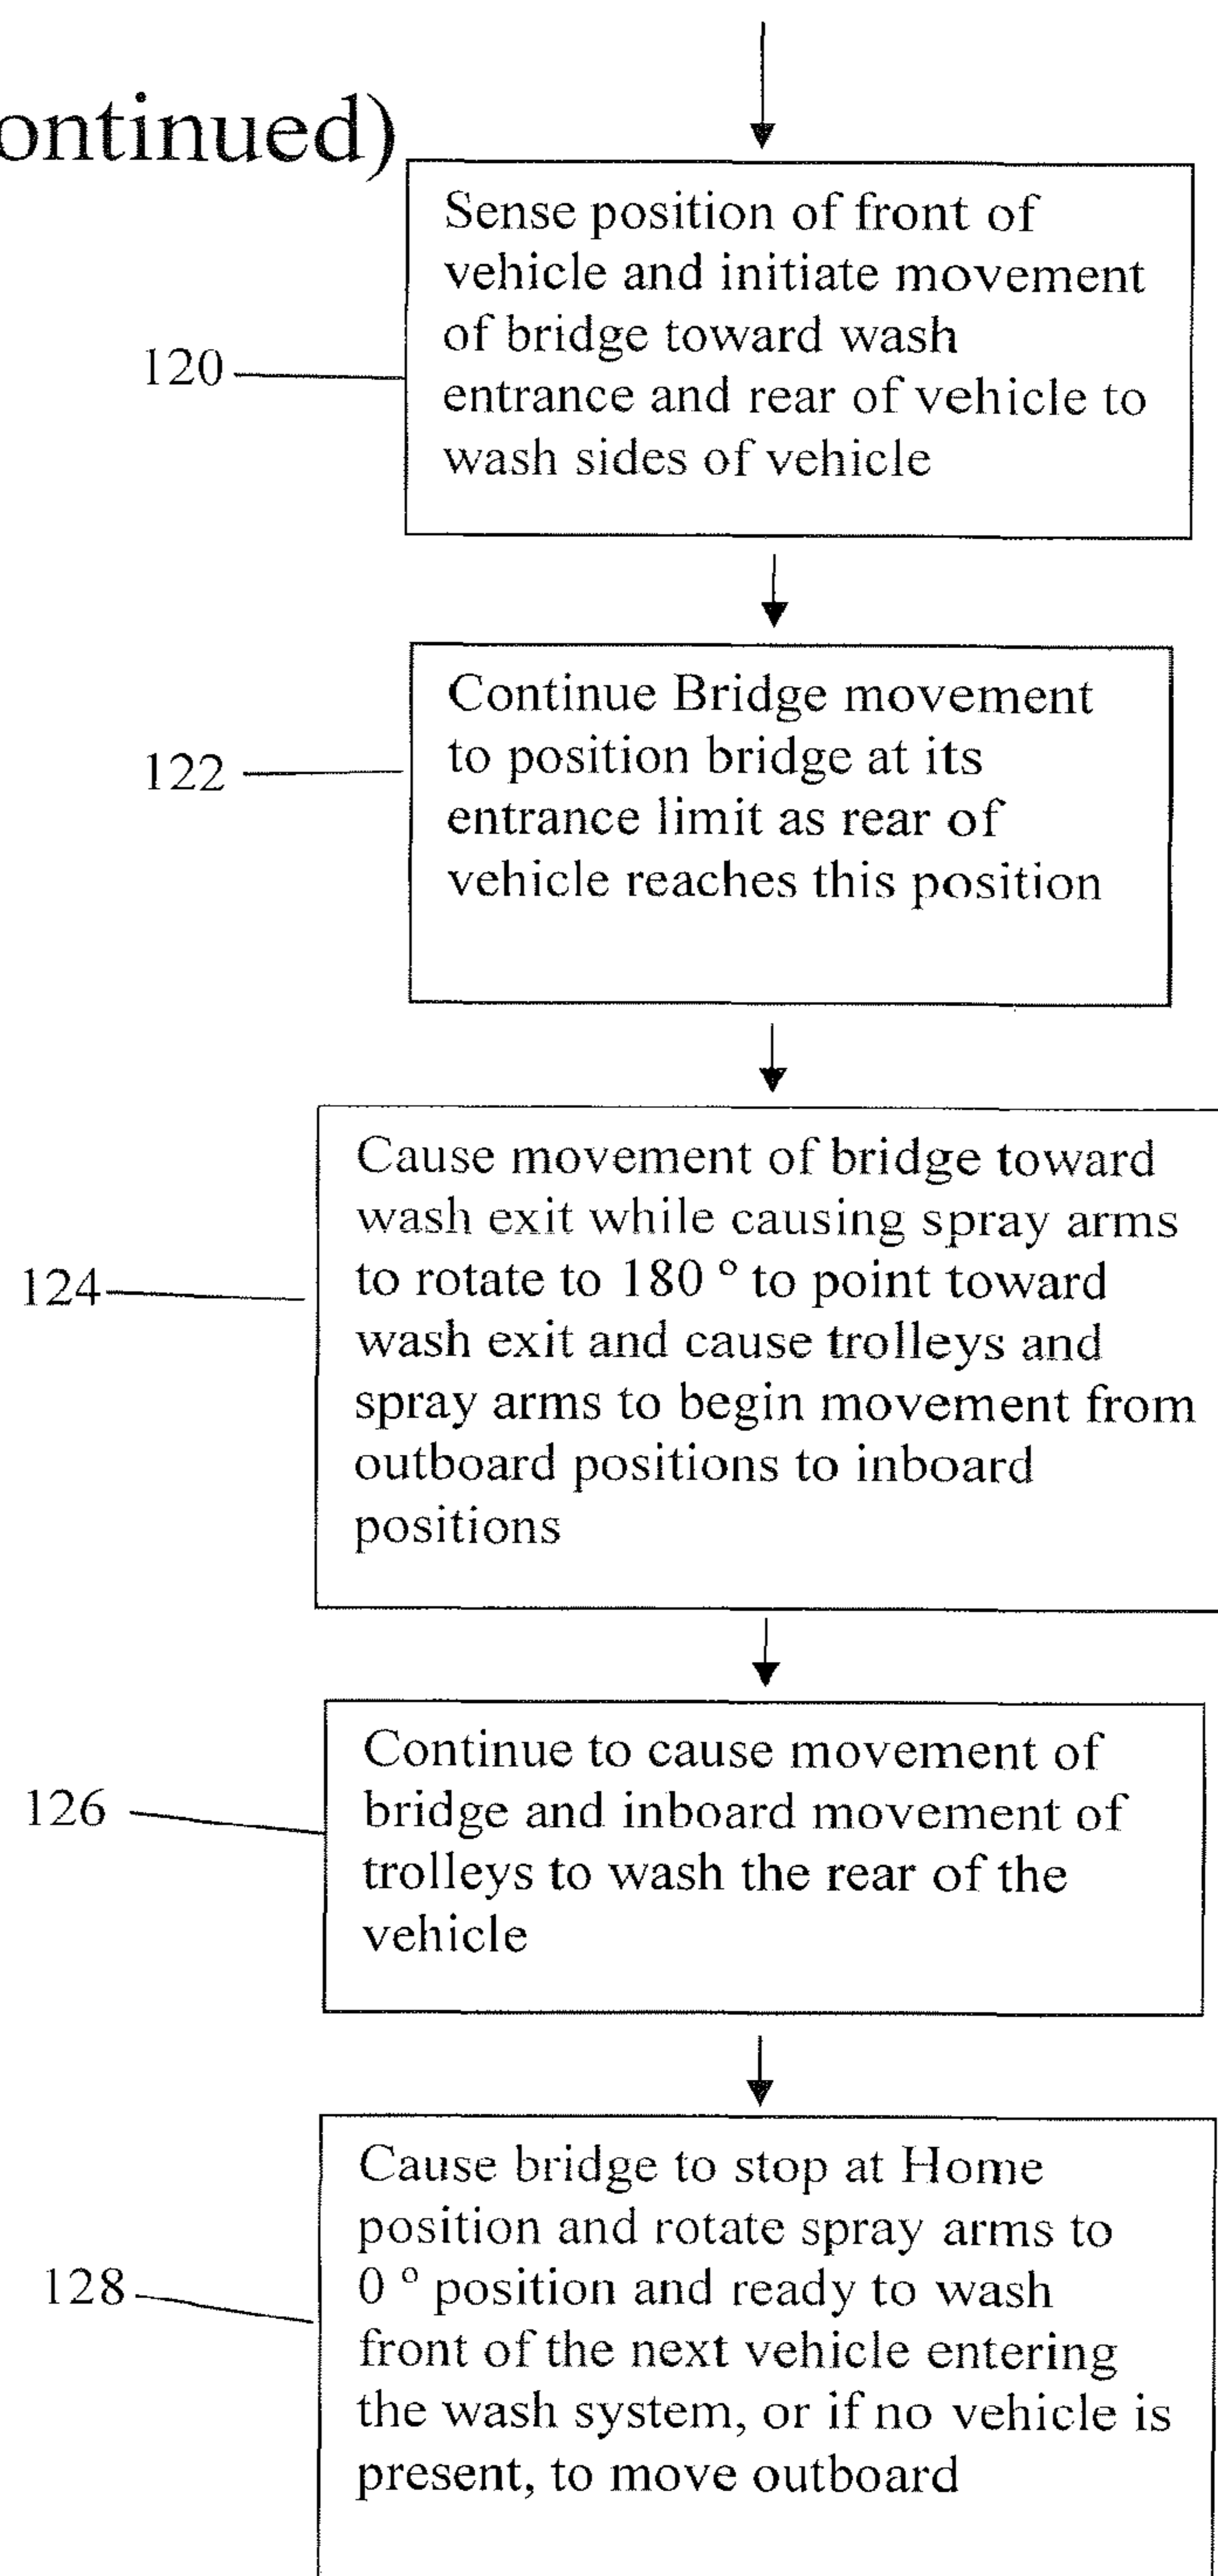 ontinued)
Sense position of front of
vehicle and initiate movement
of bridge toward wash
entrance and rear of vehicle to
wash sides of vehicle
120
Continue Bridge movement
to position bridge at its
entrance limit as rear of
vehicle reaches this position
122
Cause movement of bridge toward
wash exit while causing spray arms
to rotate to 180 ° to point toward
wash exit and cause trolleys and
spray arms to begin movement from
outboard positions to inboard
positions
124
Continue to cause movement of
bridge and inboard movement of
trolleys to wash the rear of the
vehicle
126
Cause bridge to stop at Home
position and rotate spray arms to
0 ° position and ready to wash
front of the next vehicle entering
the wash system, or if no vehicle is
present, to move outboard
128